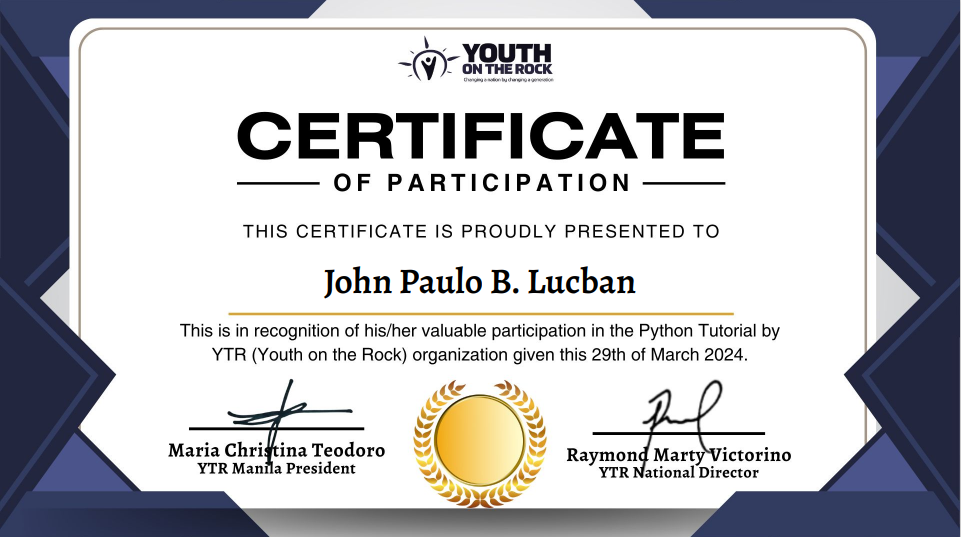 YOUTH
ON THE ROCK
Changing a nation by changing a generation
CERTIFICATE
OF PARTICIPATION
THIS CERTIFICATE IS PROUDLY PRESENTED TO
John Paulo B. Lucban
This is in recognition of his/her valuable participation in the Python Tutorial by
YTR (Youth on the Rock) organization given this 29th of March 2024.
Maria Christina Teodoro
YTR Manila President
Raymond Marty Victorino
YTR National Director